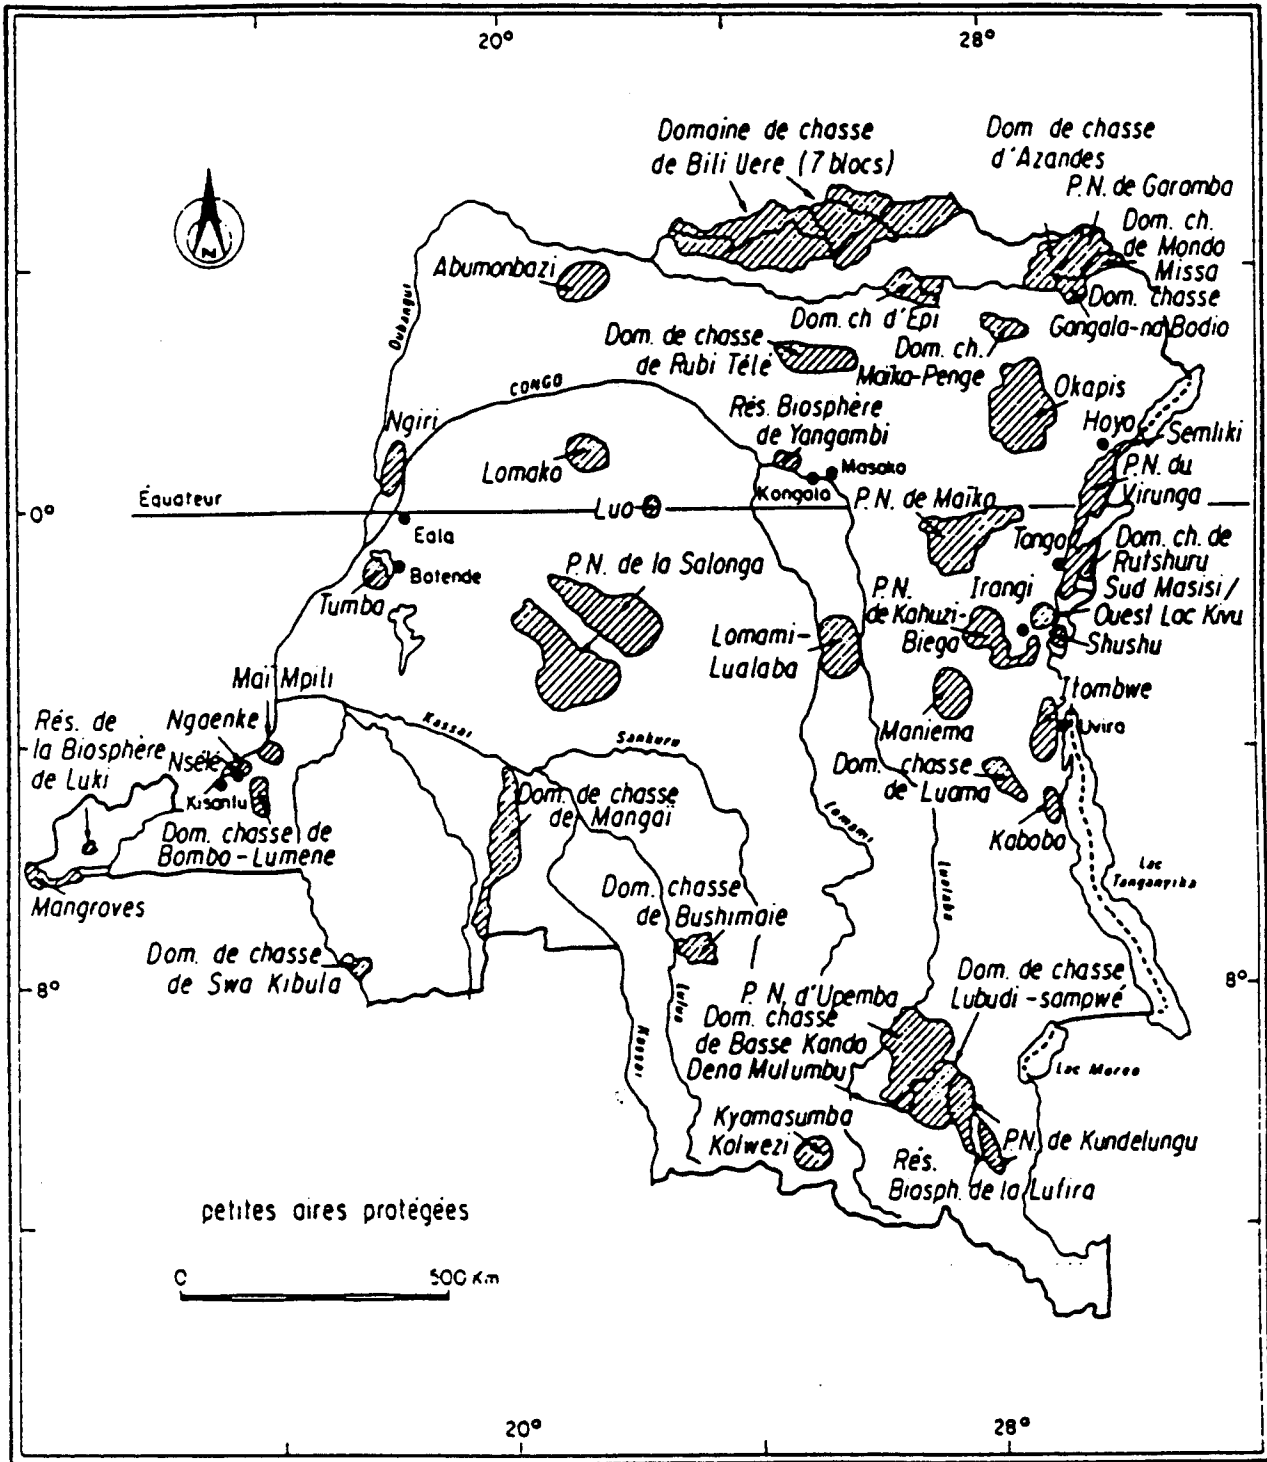 20°
28°
Domaine de chasse
de Bili Uere (7 blocs)
Dom de chasse
d'Azandes
P.N. de Garamba
Dom. ch.
de Mondo
Missa
N
Abumonbazi
Dom. ch d'Epi
Dom. chasse
Gangala-na Bodio
Oubangui
Dom. de chasse
de Rubi Télé
Dom. ch.
Maïka-Penge
Okapis
CONGO
Rés. Biosphère
de Yangambi
Hoyo
Semliki
Ngiri
Lomako
Masako
Kongolo
P.N. du
Virunga
Équateur
0°
Luo
P.N. de Maïka
Eala
Tongo
Dom. ch. de
Rutshuru
Botende
P.N. de la Salonga
Tumba
Irangi
Sud Masisi/
Ouest Lac Kivu
P.N.
de Kahuzi-
Biega
Shushu
Lomami-
Lualaba
Mai Mpili
Itombwe
Uvira
Ngaenke
Kassai
Sankuru
Maniema
Rés. de
la Biosphère
de Luki
Nsélé
Kisantu
Dom. chasse
de Luama
Dom. de chasse
de Mangai
Lomami
Kabobo
Dom. chasse de
Bombo-Lumene
Lualaba
Lac
Tanganyika
Mangroves
Dom. chasse
de Bushimaie
Dom. de chasse
de Swa Kibula
8°
8°
Dom. de chasse
Lubudi-sampwé
P.N. d'Upemba
Dom. chasse
de Basse Kando
Dena Mulumbu
Kassai
Lac Moero
Kyamasumba
Kolwezi
P.N. de Kundelungu
Rés.
Biosph. de la Lufira
petites aires protégées
0
500 Km
20°
28°